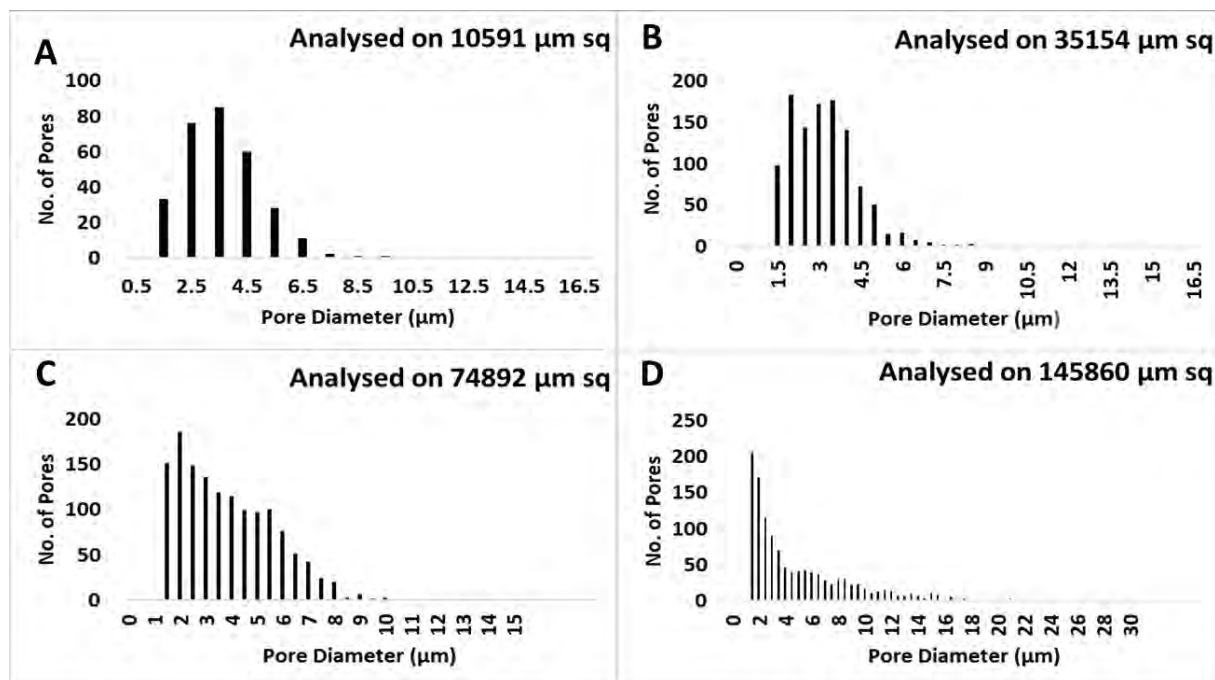 A
Analysed on 10591 µm sq
No. of Pores
100
80
60
40
20
0
0.5 2.5 4.5 6.5 8.5 10.5 12.5 14.5 16.5
Pore Diameter (µm)
B
Analysed on 35154 µm sq
No. of Pores
200
150
100
50
0
0 1.5 3 4.5 6 7.5 9 10.5 12 13.5 15 16.5
Pore Diameter (µm)
C
Analysed on 74892 µm sq
No. of Pores
200
150
100
50
0
0 1 2 3 4 5 6 7 8 9 10 11 12 13 14 15
Pore Diameter (µm)
D
Analysed on 145860 µm sq
No. of Pores
250
200
150
100
50
0
0 2 4 6 8 10 12 14 16 18 20 22 24 26 28 30
Pore Diameter (µm)